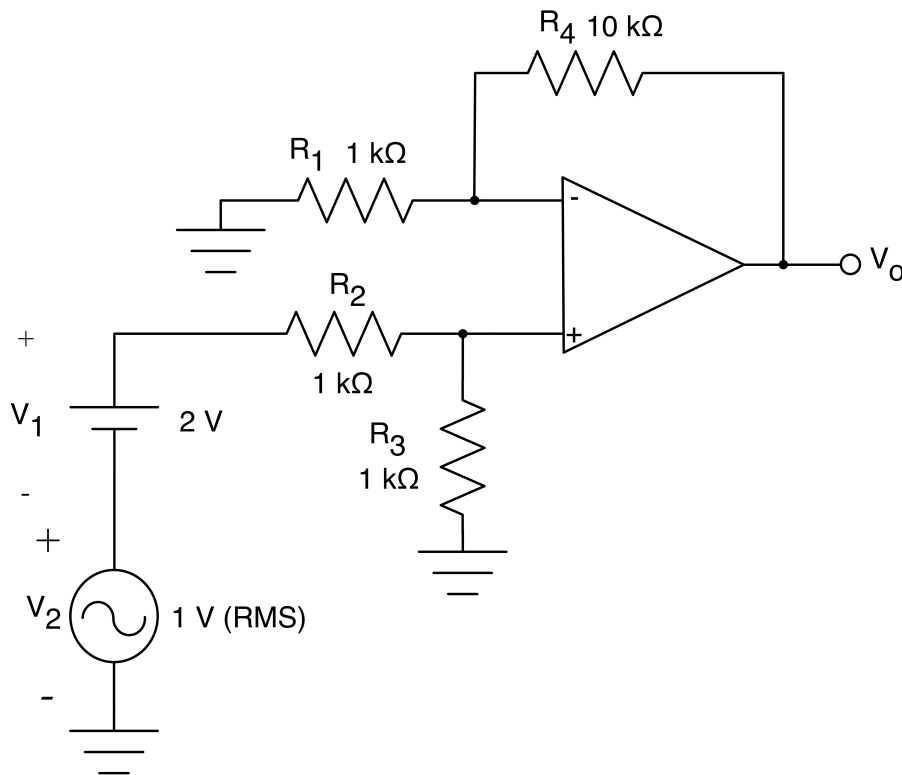 R4 10 kΩ
R1 1 kΩ
-
Vo
R2
+
+
1 kΩ
V1 2 V
R3
1 kΩ
-
+
V2 1 V (RMS)
-